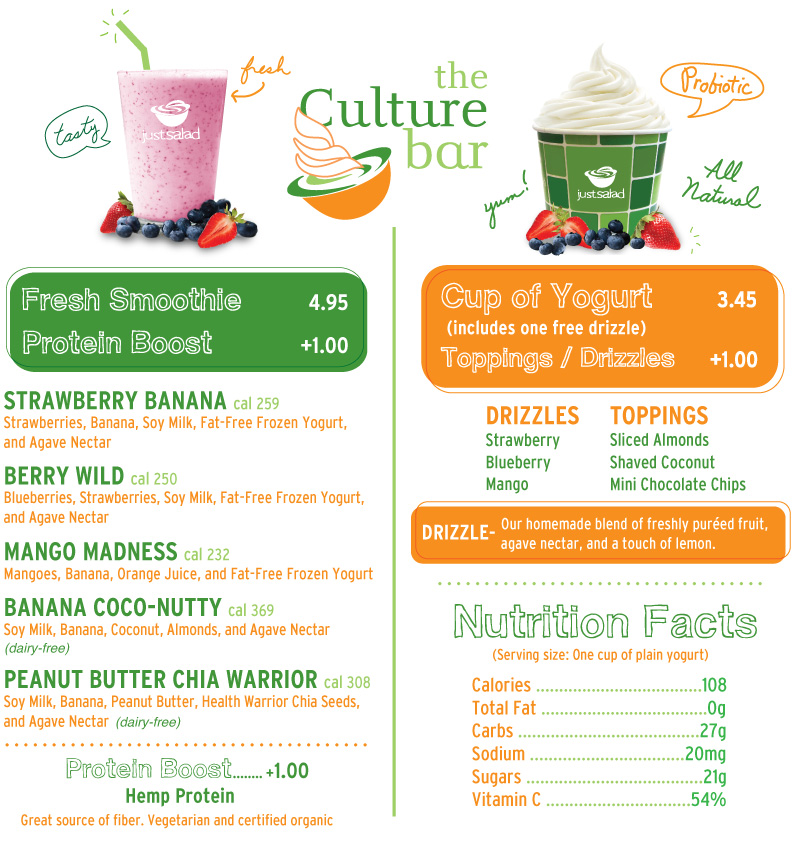 fresh
tasty
justsalad
the
Culture
bar
Probiotic
yum!
justsalad
All
Natural
Fresh Smoothie 4.95
Protein Boost +1.00
STRAWBERRY BANANA cal 259
Strawberries, Banana, Soy Milk, Fat-Free Frozen Yogurt,
and Agave Nectar
BERRY WILD cal 250
Blueberries, Strawberries, Soy Milk, Fat-Free Frozen Yogurt,
and Agave Nectar
MANGO MADNESS cal 232
Mangoes, Banana, Orange Juice, and Fat-Free Frozen Yogurt
BANANA COCO-NUTTY cal 369
Soy Milk, Banana, Coconut, Almonds, and Agave Nectar
(dairy-free)
PEANUT BUTTER CHIA WARRIOR cal 308
Soy Milk, Banana, Peanut Butter, Health Warrior Chia Seeds,
and Agave Nectar (dairy-free)
Protein Boost........ +1.00
Hemp Protein
Great source of fiber. Vegetarian and certified organic
Cup of Yogurt 3.45
(includes one free drizzle)
Toppings / Drizzles +1.00
DRIZZLES TOPPINGS
Strawberry Sliced Almonds
Blueberry Shaved Coconut
Mango Mini Chocolate Chips
DRIZZLE- Our homemade blend of freshly puréed fruit,
agave nectar, and a touch of lemon.
Nutrition Facts
(Serving size: One cup of plain yogurt)
Calories ..............................108
Total Fat ..............................0g
Carbs ..............................27g
Sodium ..............................20mg
Sugars ..............................21g
Vitamin C ..............................54%